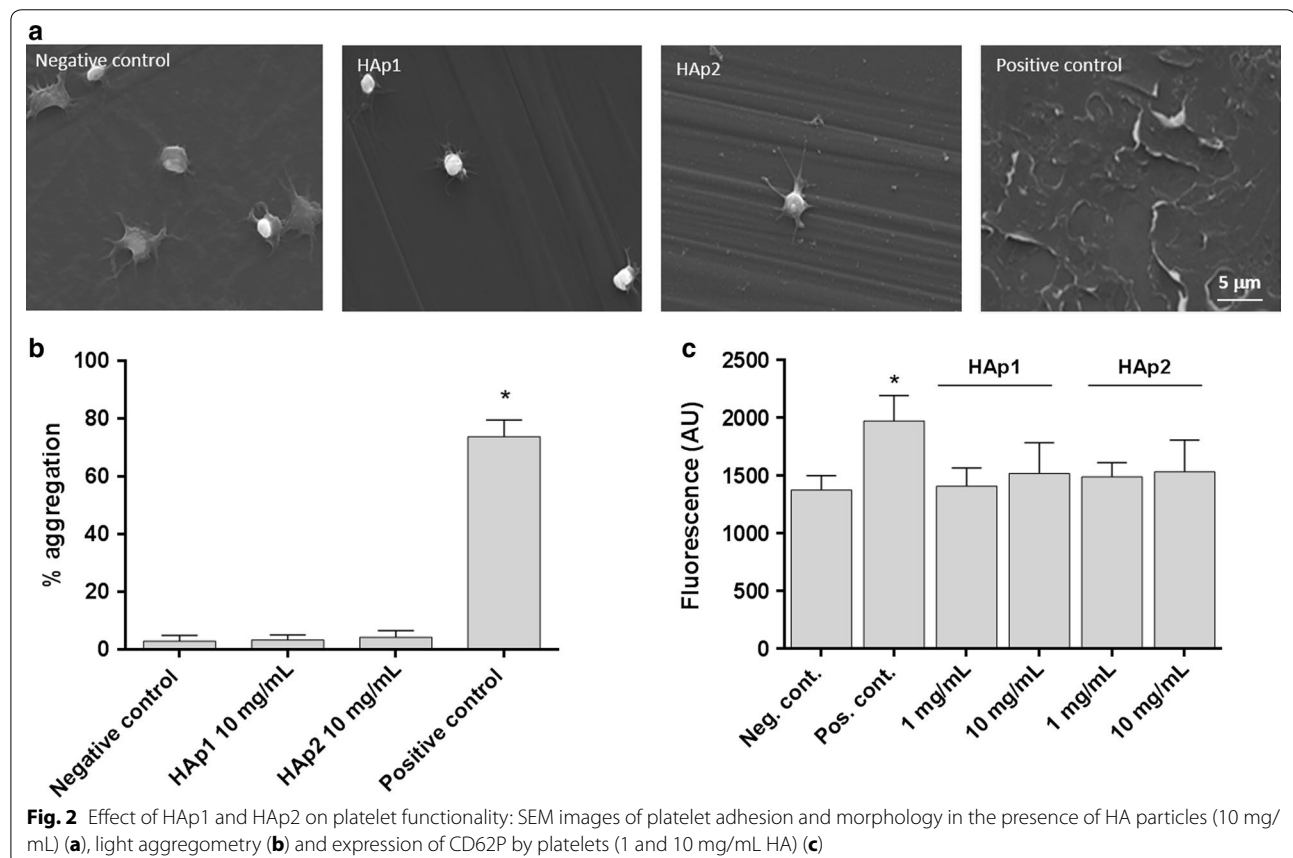 a
Negative control
HAp1
HAp2
Positive control
5 µm
b
100
80
60
40
20
0
% aggregation
*
Negative control
HAp1 10 mg/mL
HAp2 10 mg/mL
Positive control
c
2500
2000
1500
1000
500
0
Fluorescence (AU)
*
HAp1
HAp2
Neg. cont.
Pos. cont.
1 mg/mL
10 mg/mL
1 mg/mL
10 mg/mL
Fig. 2 Effect of HAp1 and HAp2 on platelet functionality: SEM images of platelet adhesion and morphology in the presence of HA particles (10 mg/
mL) (a), light aggregometry (b) and expression of CD62P by platelets (1 and 10 mg/mL HA) (c)